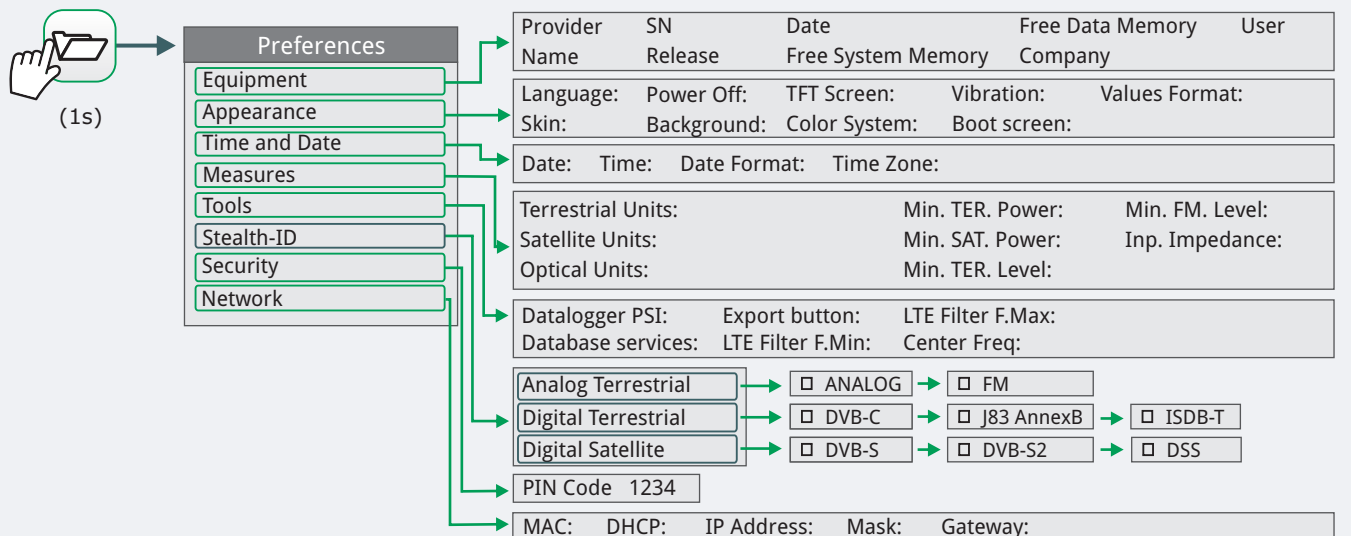 (1s)
Preferences
Equipment
Appearance
Time and Date
Measures
Tools
Stealth-ID
Security
Network
Provider SN Date Free Data Memory User
Name Release Free System Memory Company
Language: Power Off: TFT Screen: Vibration: Values Format:
Skin: Background: Color System: Boot screen:
Date: Time: Date Format: Time Zone:
Terrestrial Units: Min. TER. Power: Min. FM. Level:
Satellite Units: Min. SAT. Power: Inp. Impedance:
Optical Units: Min. TER. Level:
Datalogger PSI: Export button: LTE Filter F.Max:
Database services: LTE Filter F.Min: Center Freq:
Analog Terrestrial ANALOG FM
Digital Terrestrial DVB-C J83 AnnexB ISDB-T
Digital Satellite DVB-S DVB-S2 DSS
PIN Code 1234
MAC: DHCP: IP Address: Mask: Gateway: